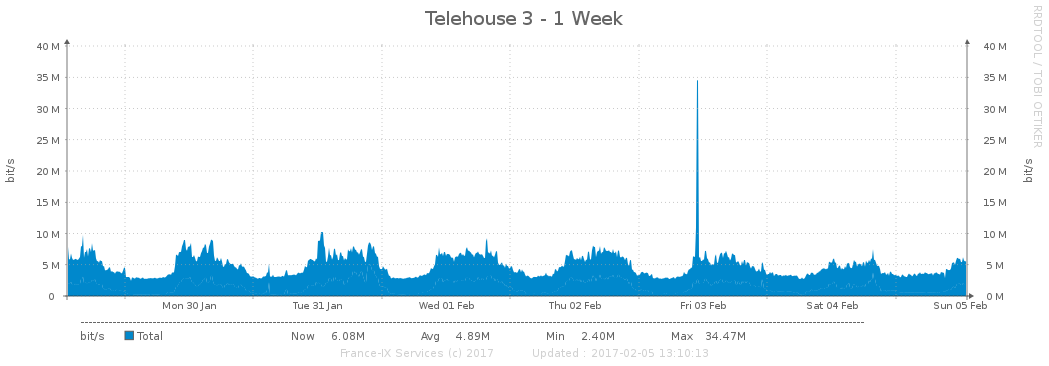 Telehouse 3 - 1 Week
RRDTOOL / TOBI OETIKER
bit/s
40 M 40 M
35 M 35 M
30 M 30 M
25 M 25 M
20 M 20 M
15 M 15 M
10 M 10 M
5 M 5 M
0 0 M
bit/s
Mon 30 Jan Tue 31 Jan Wed 01 Feb Thu 02 Feb Fri 03 Feb Sat 04 Feb Sun 05 Feb
bit/s Total Now 6.08M Avg 4.89M Min 2.40M Max 34.47M
France-IX Services (c) 2017 Updated : 2017-02-05 13:10:13